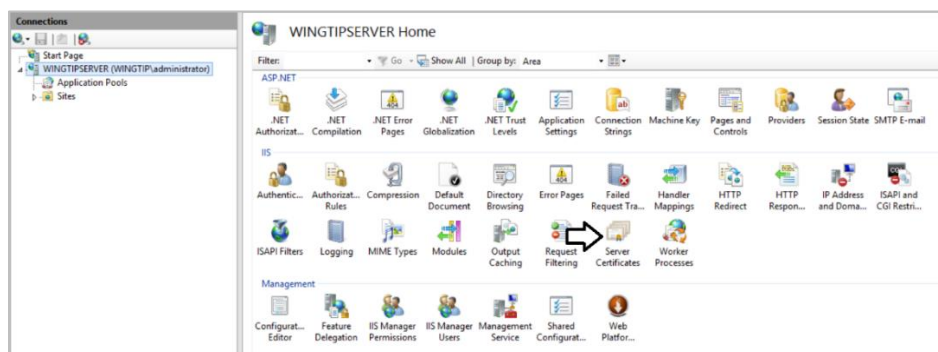 Connections
Start Page
WINGTIPSERVER (WINGTIP\administrator)
Application Pools
Sites
WINGTIPSERVER Home
Filter: Go Show All Group by: Area
ASP.NET
.NET Authorizat... .NET Compilation .NET Error Pages .NET Globalization .NET Trust Levels Application Settings Connection Strings Machine Key Pages and Controls Providers Session State SMTP E-mail
IIS
Authentic... Authorizat... Rules Compression Default Document Directory Browsing Error Pages Failed Request Tra... Handler Mappings HTTP Redirect HTTP Respon... IP Address and Doma... ISAPI and CGI Restri...
ISAPI Filters Logging MIME Types Modules Output Caching Request Filtering Server Certificates Worker Processes
Management
Configurat... Editor Feature Delegation IIS Manager Permissions IIS Manager Users Management Service Shared Configurat... Web Platfor...